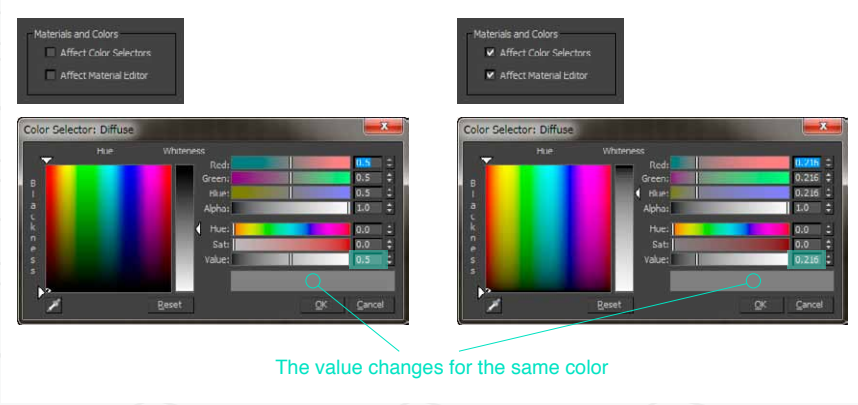 Materials and Colors
Affect Color Selectors
Affect Material Editor
Color Selector: Diffuse
Hue
Whiteness
Blackness
Red: 0.5
Green: 0.5
Blue: 0.5
Alpha: 1.0
Hue: 0.0
Sat: 0.0
Value: 0.5
Reset
OK
Cancel
Materials and Colors
Affect Color Selectors
Affect Material Editor
Color Selector: Diffuse
Hue
Whiteness
Blackness
Red: 0.216
Green: 0.216
Blue: 0.216
Alpha: 1.0
Hue: 0.0
Sat: 0.0
Value: 0.216
Reset
OK
Cancel
The value changes for the same color